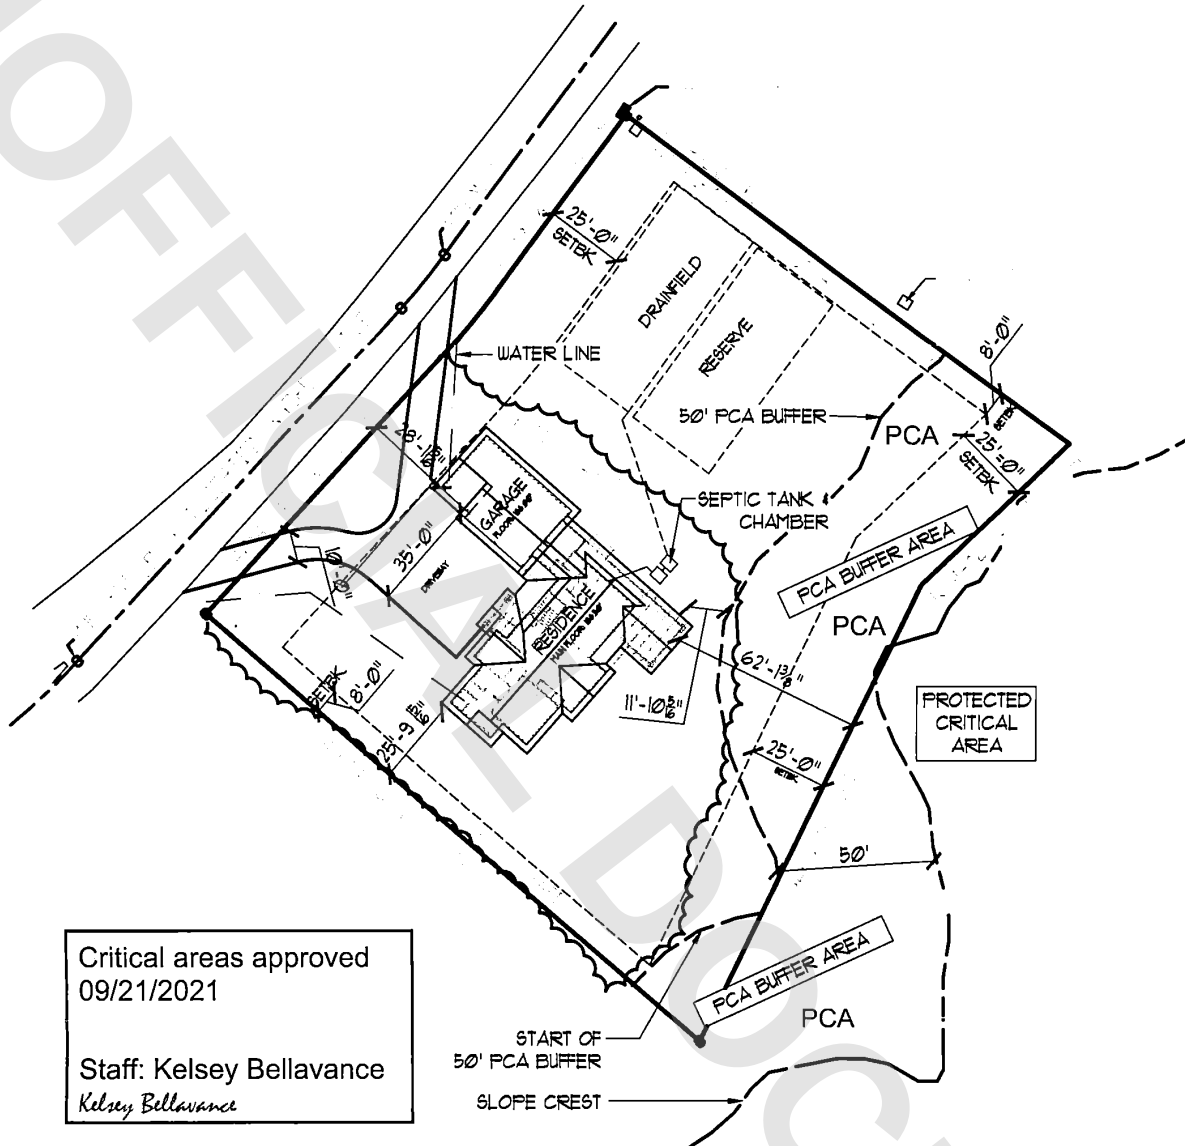 UNOFFICIAL DOCUMENT
25'-0"
SETBK
DRAINFIELD
RESERVE
WATER LINE
50' PCA BUFFER
PCA
8'-0"
SETBK
25'-0"
SETBK
SEPTIC TANK &
CHAMBER
GARAGE
35'-0"
DRIVEWAY
RESIDENCE
PCA BUFFER AREA
PCA
62'-1⅜"
11'-10 5/16"
PROTECTED
CRITICAL
AREA
SETBK
8'-0"
25'-0"
SETBK
50'
PCA BUFFER AREA
PCA
START OF
50' PCA BUFFER
SLOPE CREST
Critical areas approved
09/21/2021
Staff: Kelsey Bellavance
Kelsey Bellavance